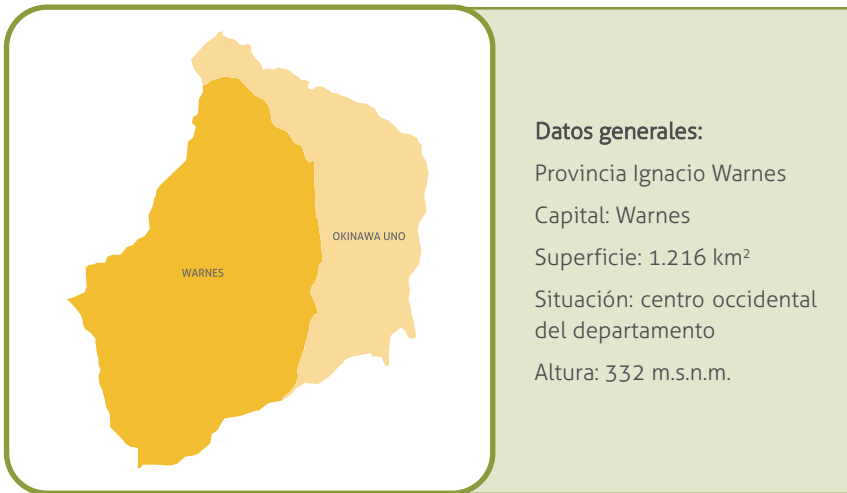 OKINAWA UNO
WARNES
Datos generales:
Provincia Ignacio Warnes
Capital: Warnes
Superficie: 1.216 km²
Situación: centro occidental
del departamento
Altura: 332 m.s.n.m.